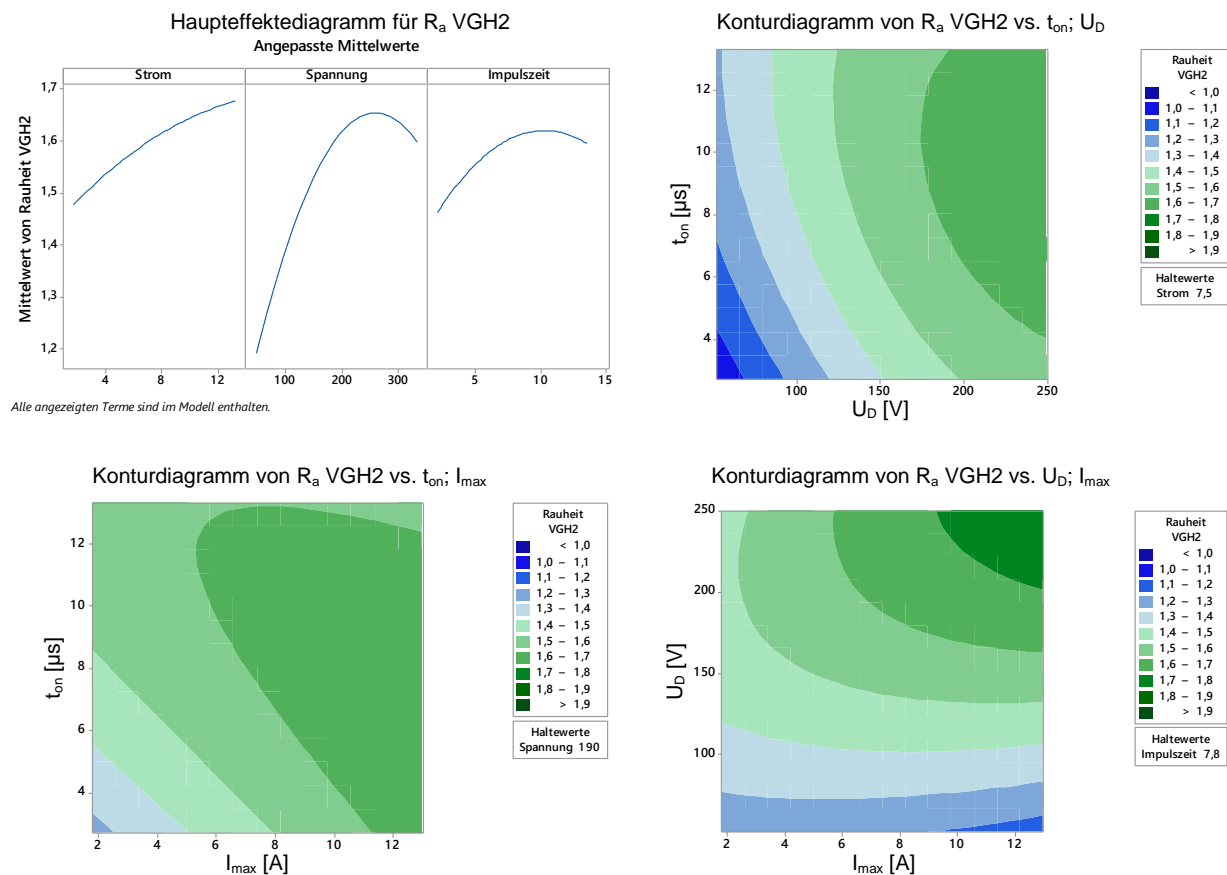 Haupteffektediagramm für Ra VGH2
Angepasste Mittelwerte
Strom Spannung Impulszeit
Mittelwert von Rauheit VGH2
1,7
1,6
1,5
1,4
1,3
1,2
4 8 12 100 200 300 5 10 15
Alle angezeigten Terme sind im Modell enthalten.
Konturdiagramm von Ra VGH2 vs. ton; UD
ton [µs]
12
10
8
6
4
100 150 200 250
UD [V]
Rauheit
VGH2
< 1,0
1,0 – 1,1
1,1 – 1,2
1,2 – 1,3
1,3 – 1,4
1,4 – 1,5
1,5 – 1,6
1,6 – 1,7
1,7 – 1,8
1,8 – 1,9
> 1,9
Haltewerte
Strom 7,5
Konturdiagramm von Ra VGH2 vs. ton; Imax
ton [µs]
12
10
8
6
4
2 4 6 8 10 12
Imax [A]
Rauheit
VGH2
< 1,0
1,0 – 1,1
1,1 – 1,2
1,2 – 1,3
1,3 – 1,4
1,4 – 1,5
1,5 – 1,6
1,6 – 1,7
1,7 – 1,8
1,8 – 1,9
> 1,9
Haltewerte
Spannung 190
Konturdiagramm von Ra VGH2 vs. UD; Imax
UD [V]
250
200
150
100
2 4 6 8 10 12
Imax [A]
Rauheit
VGH2
< 1,0
1,0 – 1,1
1,1 – 1,2
1,2 – 1,3
1,3 – 1,4
1,4 – 1,5
1,5 – 1,6
1,6 – 1,7
1,7 – 1,8
1,8 – 1,9
> 1,9
Haltewerte
Impulszeit 7,8